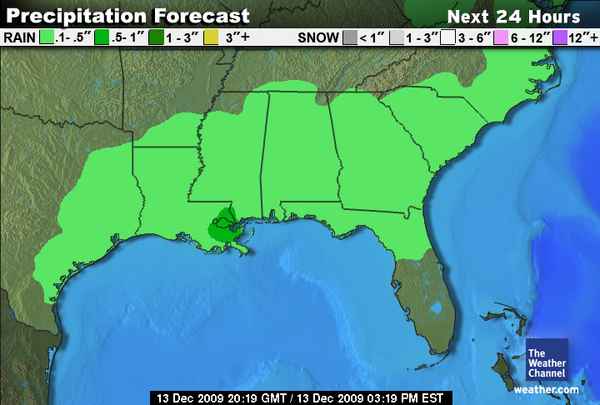 Precipitation Forecast Next 24 Hours
RAIN .1- .5" .5- 1" 1 - 3" 3"+ SNOW < 1" 1 - 3" 3 - 6" 6 - 12" 12"+
The
Weather
Channel
weather.com
13 Dec 2009 20:19 GMT / 13 Dec 2009 03:19 PM EST